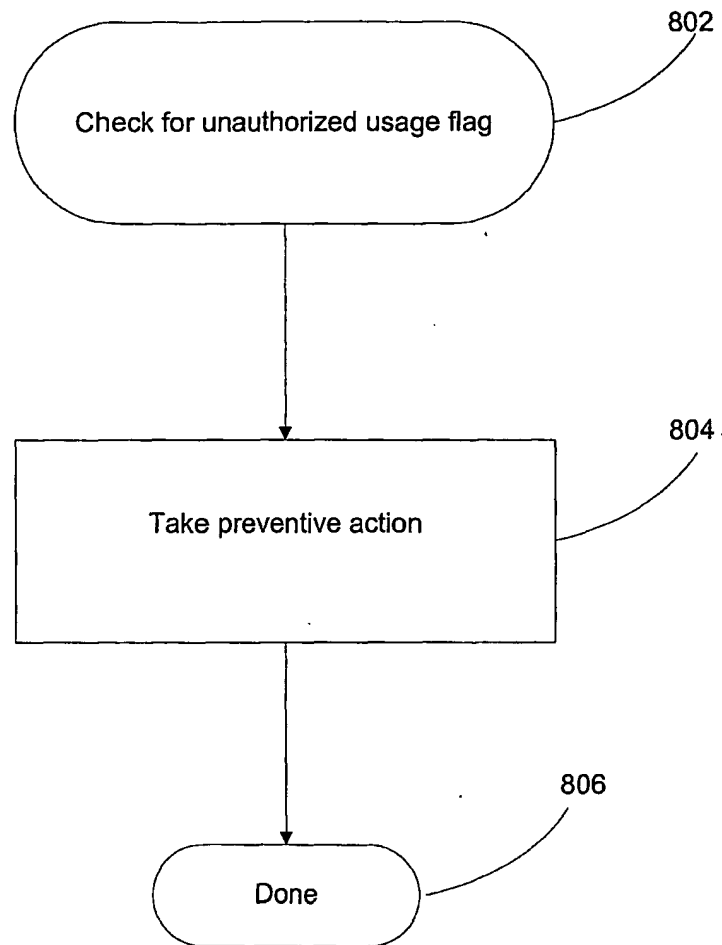 802
Check for unauthorized usage flag
804
Take preventive action
806
Done